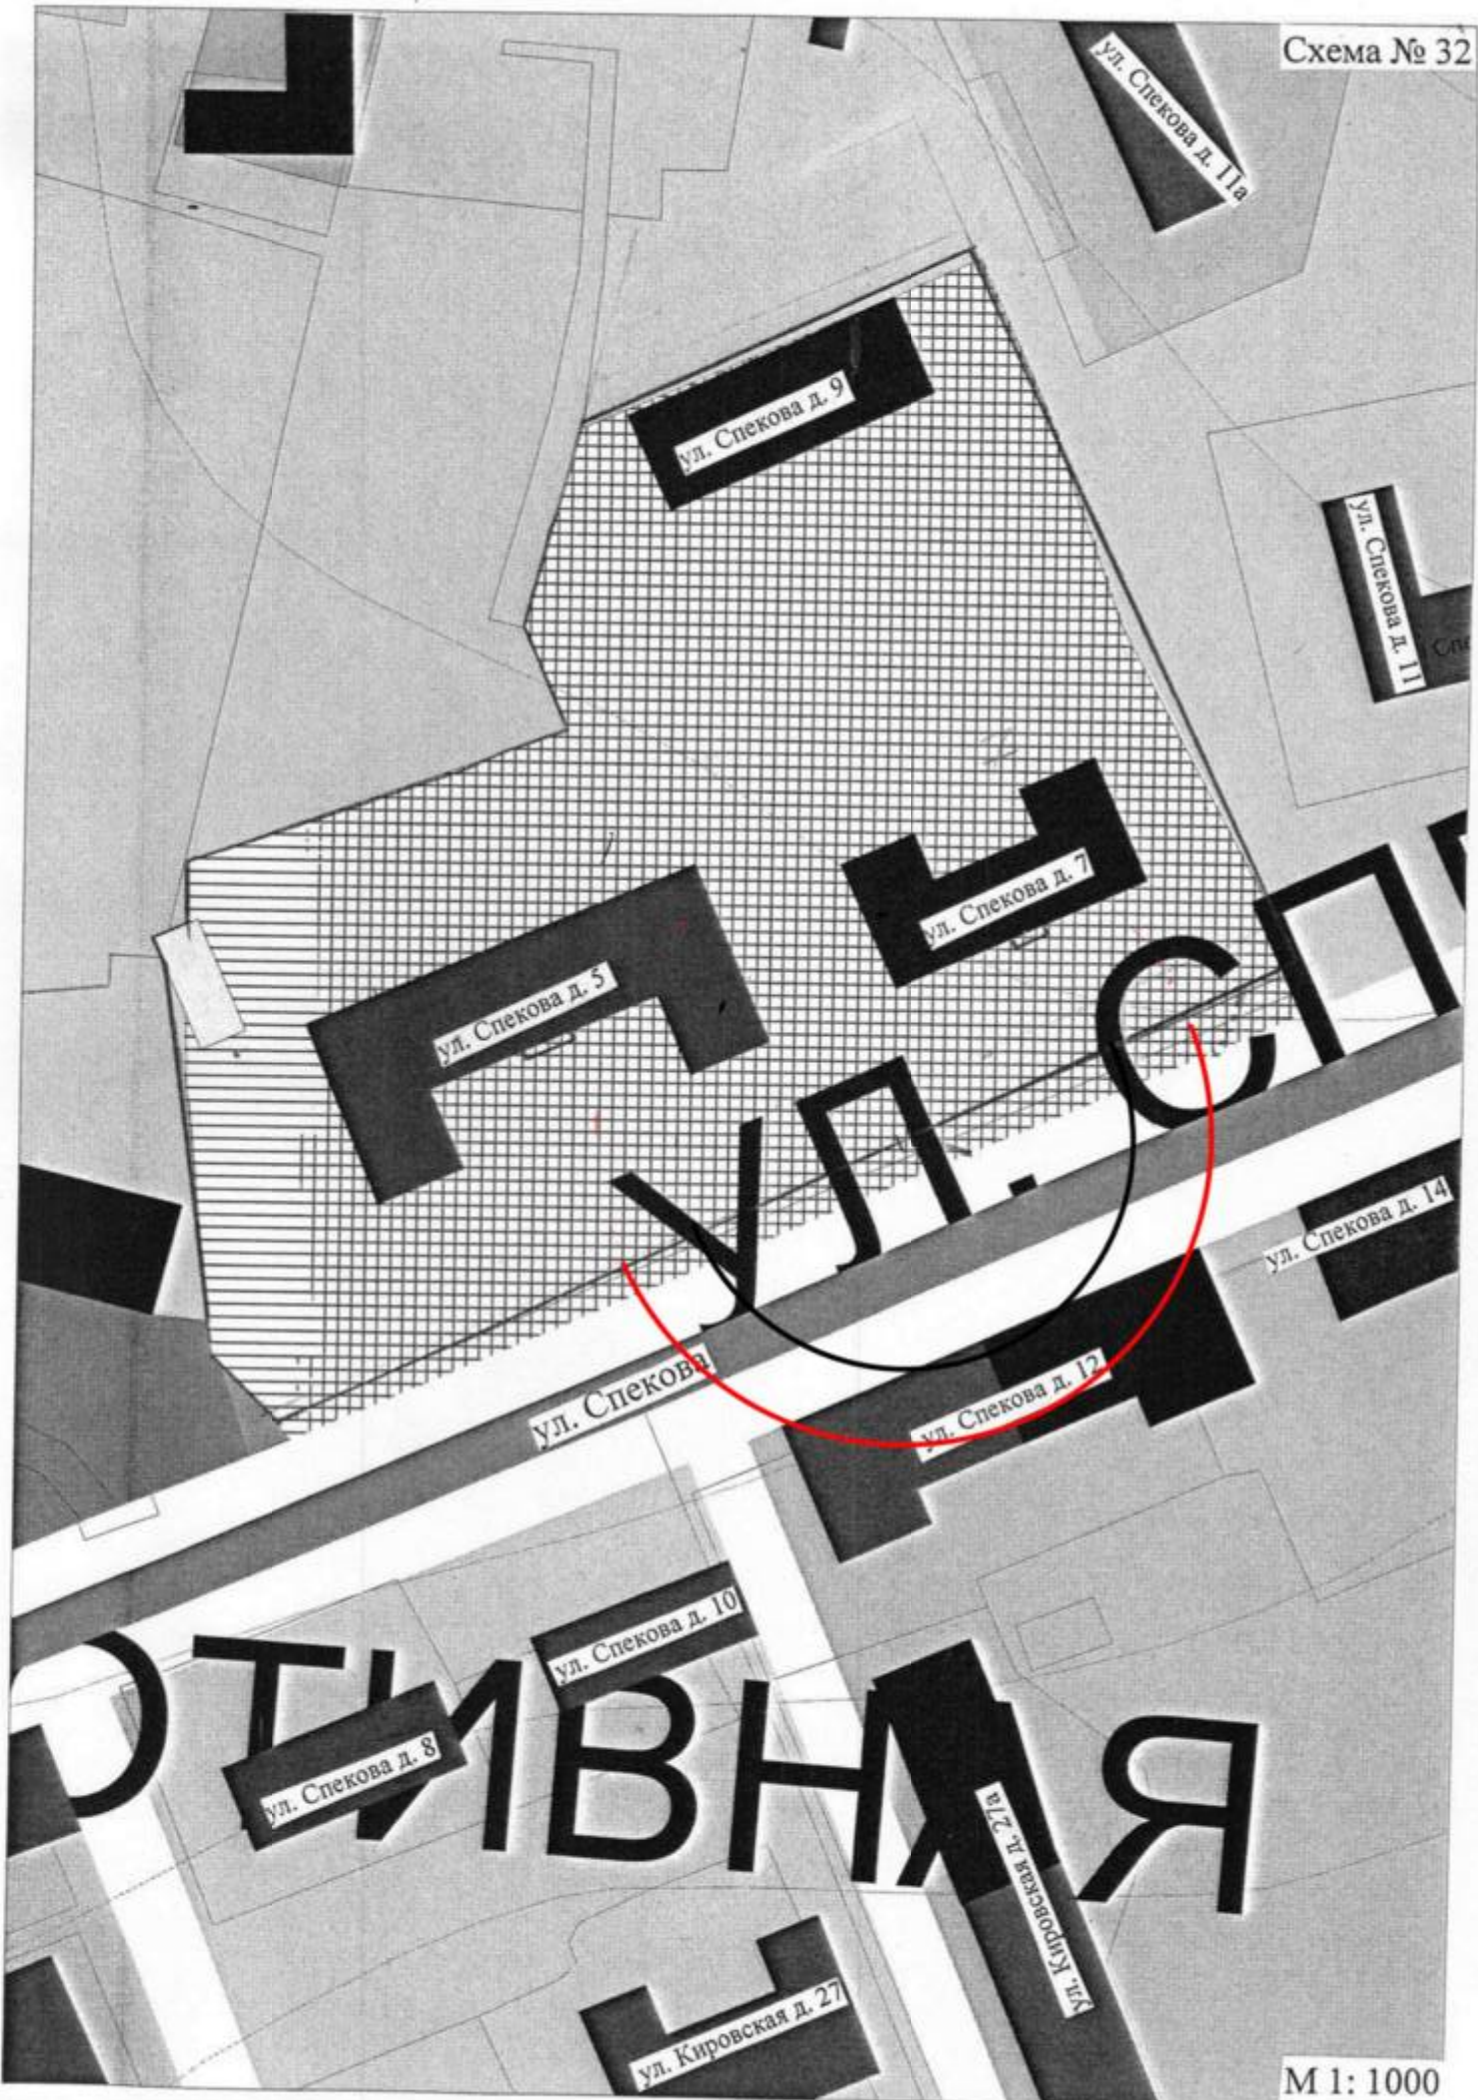 Схема № 32
ул. Спекова д. 11а
ул. Спекова д. 9
ул. Спекова д. 11
ул. Спекова д. 7
ул. Спекова д. 5
УЛ. СП
ул. Спекова д. 14
ул. Спекова
ул. Спекова д. 12
ул. Спекова д. 10
ОТИВНАЯ
ул. Спекова д. 8
ул. Кировская д. 27а
ул. Кировская д. 27
М 1: 1000